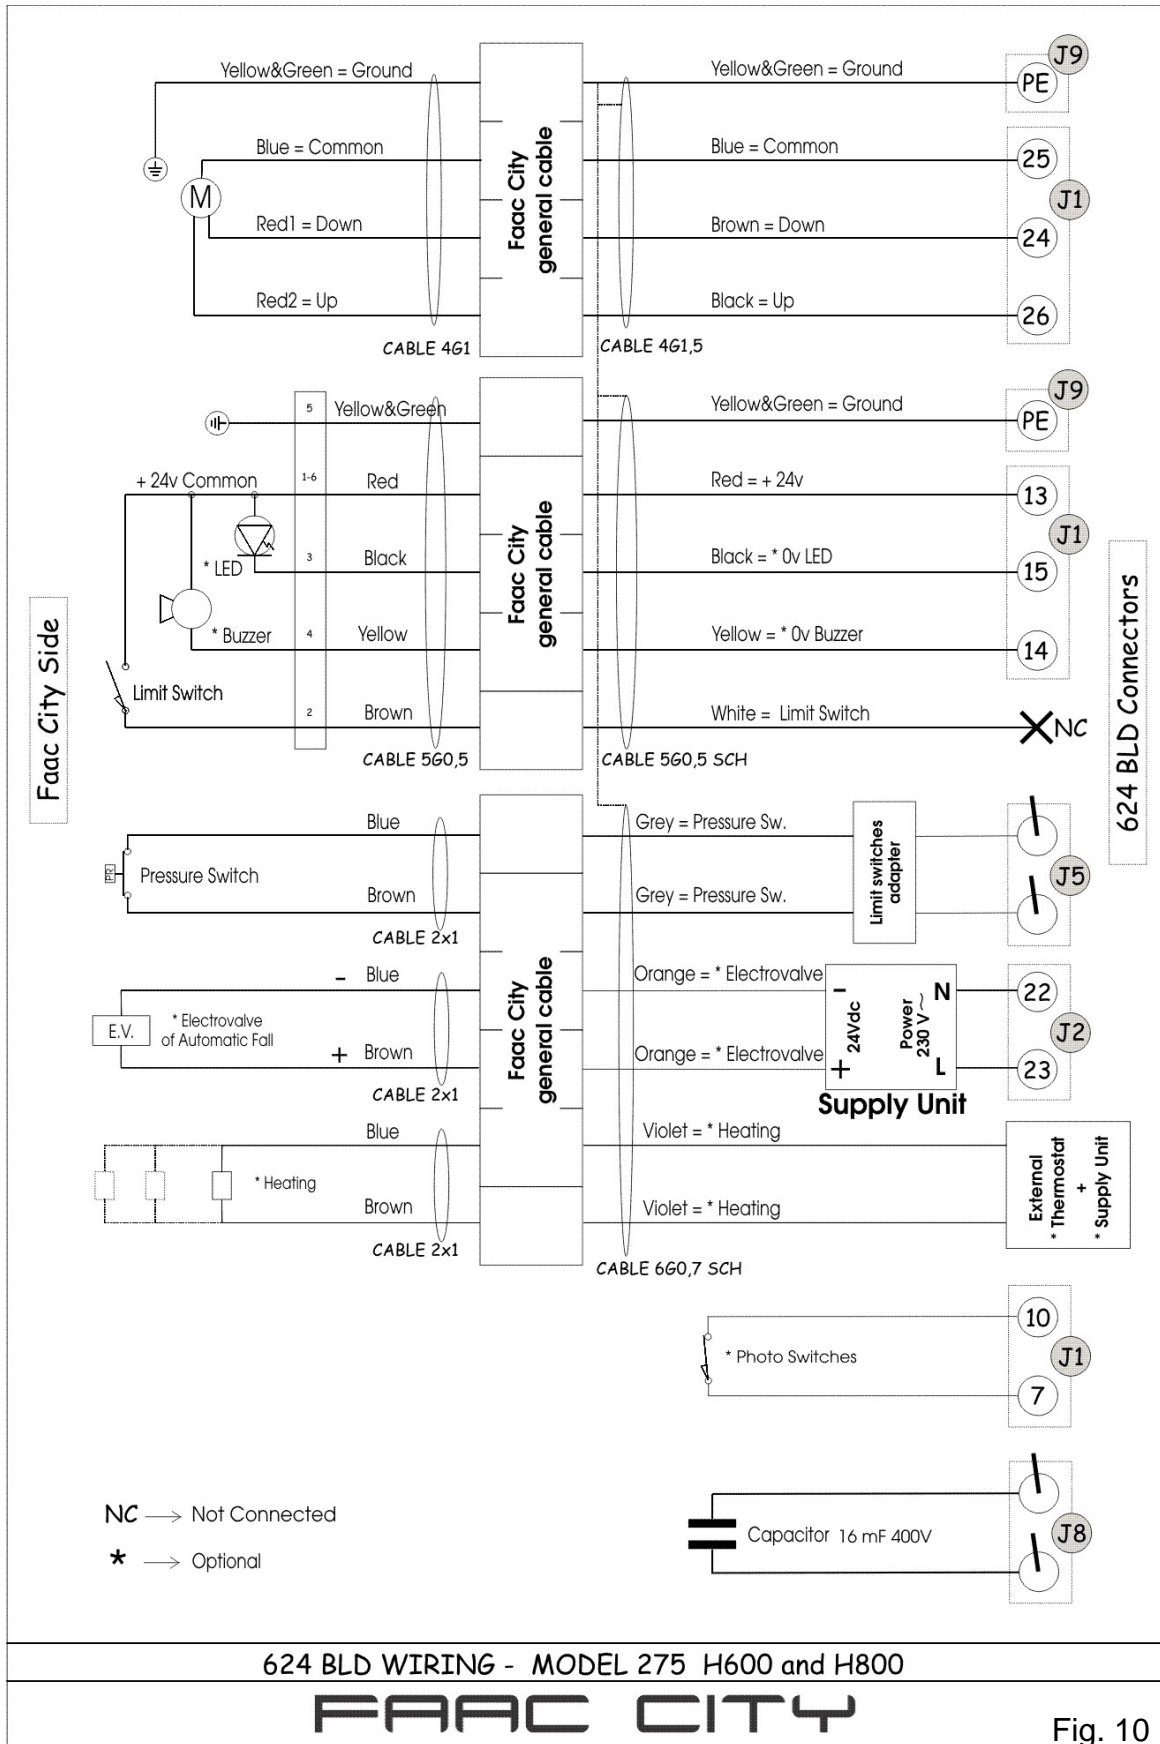 Yellow&Green = Ground
Yellow&Green = Ground
J9
PE
Blue = Common
Blue = Common
25
M
J1
Red1 = Down
Brown = Down
24
Faac City
general cable
Red2 = Up
Black = Up
26
CABLE 4G1
CABLE 4G1,5
5
Yellow&Green
Yellow&Green = Ground
J9
PE
+ 24v Common
1-6
Red
Red = + 24v
13
J1
* LED
3
Black
Black = * 0v LED
15
Faac City
general cable
* Buzzer
4
Yellow
Yellow = * 0v Buzzer
14
Limit Switch
2
Brown
White = Limit Switch
NC
CABLE 5G0,5
CABLE 5G0,5 SCH
Faac City Side
624 BLD Connectors
Blue
Grey = Pressure Sw.
PR
Pressure Switch
Limit switches
adapter
J5
Brown
Grey = Pressure Sw.
CABLE 2x1
- Blue
Orange = * Electrovalve
- N
22
E.V.
* Electrovalve
of Automatic Fall
Faac City
general cable
24Vdc
Power
230 V~
J2
+ Brown
Orange = * Electrovalve
+ L
23
CABLE 2x1
Supply Unit
Blue
Violet = * Heating
* Heating
External
* Thermostat
+
* Supply Unit
Brown
Violet = * Heating
CABLE 2x1
CABLE 6G0,7 SCH
10
* Photo Switches
J1
7
NC → Not Connected
* → Optional
Capacitor 16 mF 400V
J8
624 BLD WIRING - MODEL 275 H600 and H800
FAAC CITY
Fig. 10